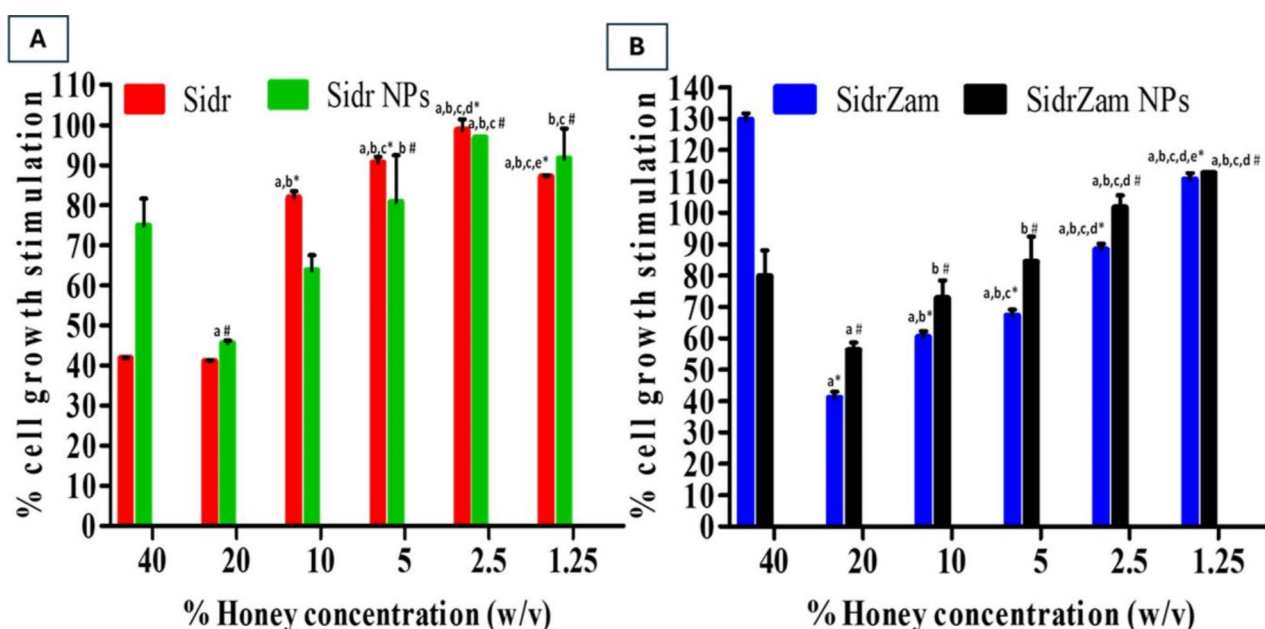 A
Sidr
Sidr NPs
% cell growth stimulation
110
100
90
80
70
60
50
40
30
20
10
0
a #
a,b*
a,b,c*
b #
a,b,c,d*
a,b,c #
a,b,c,e*
b,c #
40
20
10
5
2.5
1.25
% Honey concentration (w/v)
B
SidrZam
SidrZam NPs
% cell growth stimulation
140
130
120
110
100
90
80
70
60
50
40
30
20
10
0
a*
a #
a,b*
b #
a,b,c*
b #
a,b,c,d*
a,b,c,d #
a,b,c,d,e*
a,b,c,d #
40
20
10
5
2.5
1.25
% Honey concentration (w/v)